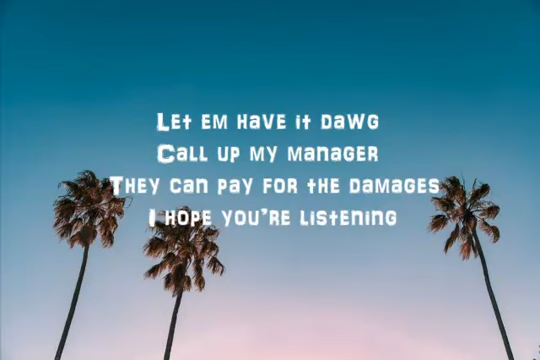 Let em have it dawg
Call up my manager
They can pay for the damages
I hope you're listening